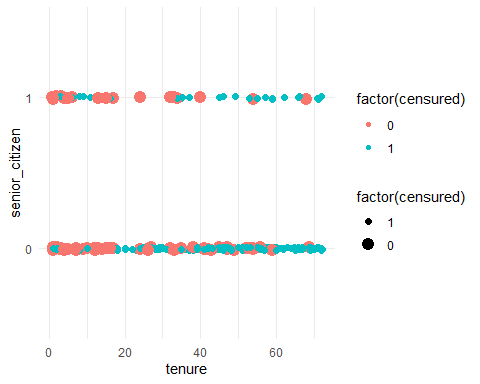 senior_citizen
1
0
0
20
40
60
tenure
factor(censured)
0
1
factor(censured)
1
0